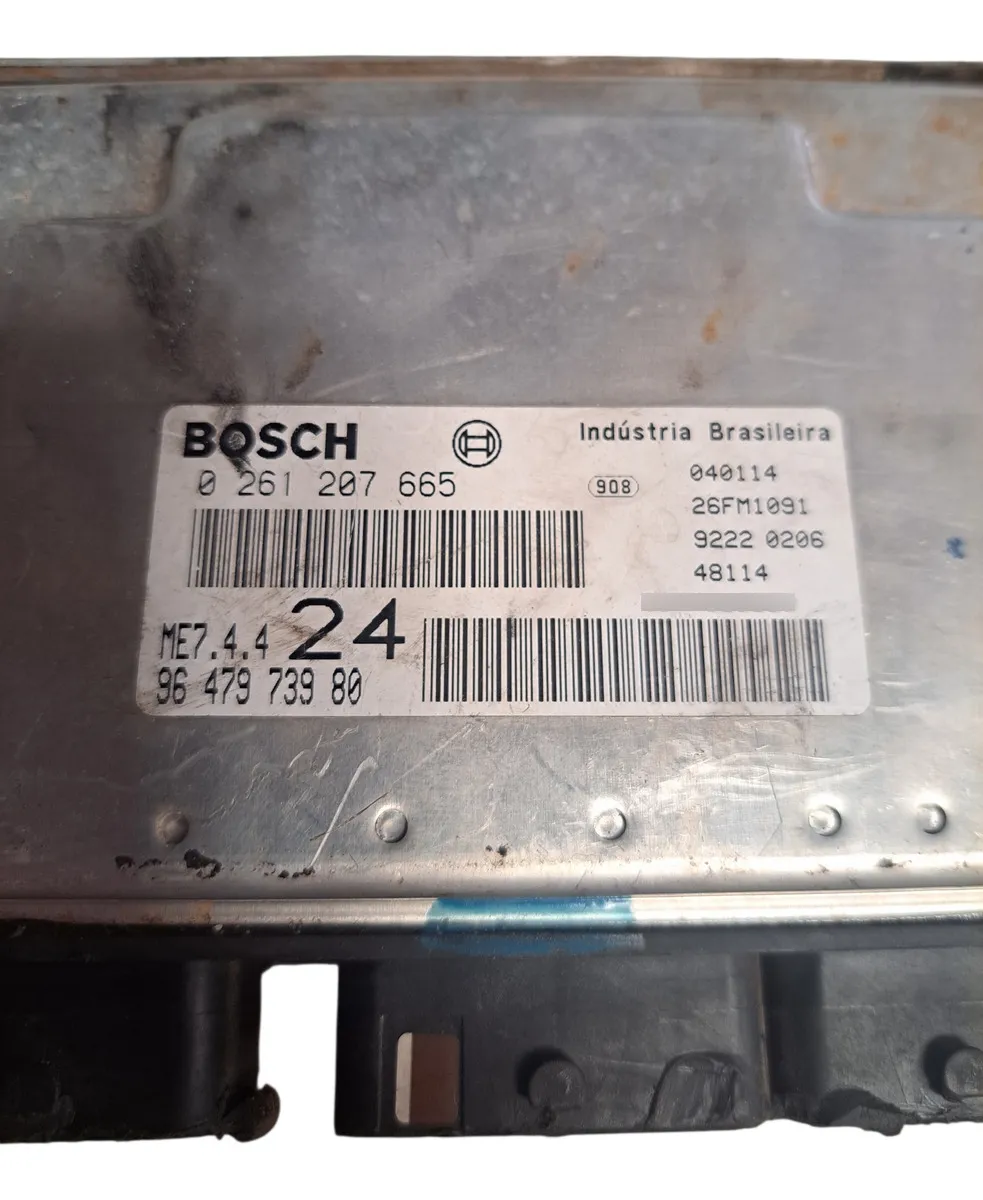 BOSCH
Indústria Brasileira
0 261 207 665
908
040114
26FM1091
9222 0206
48114
ME7.4.4 24
96 479 739 80